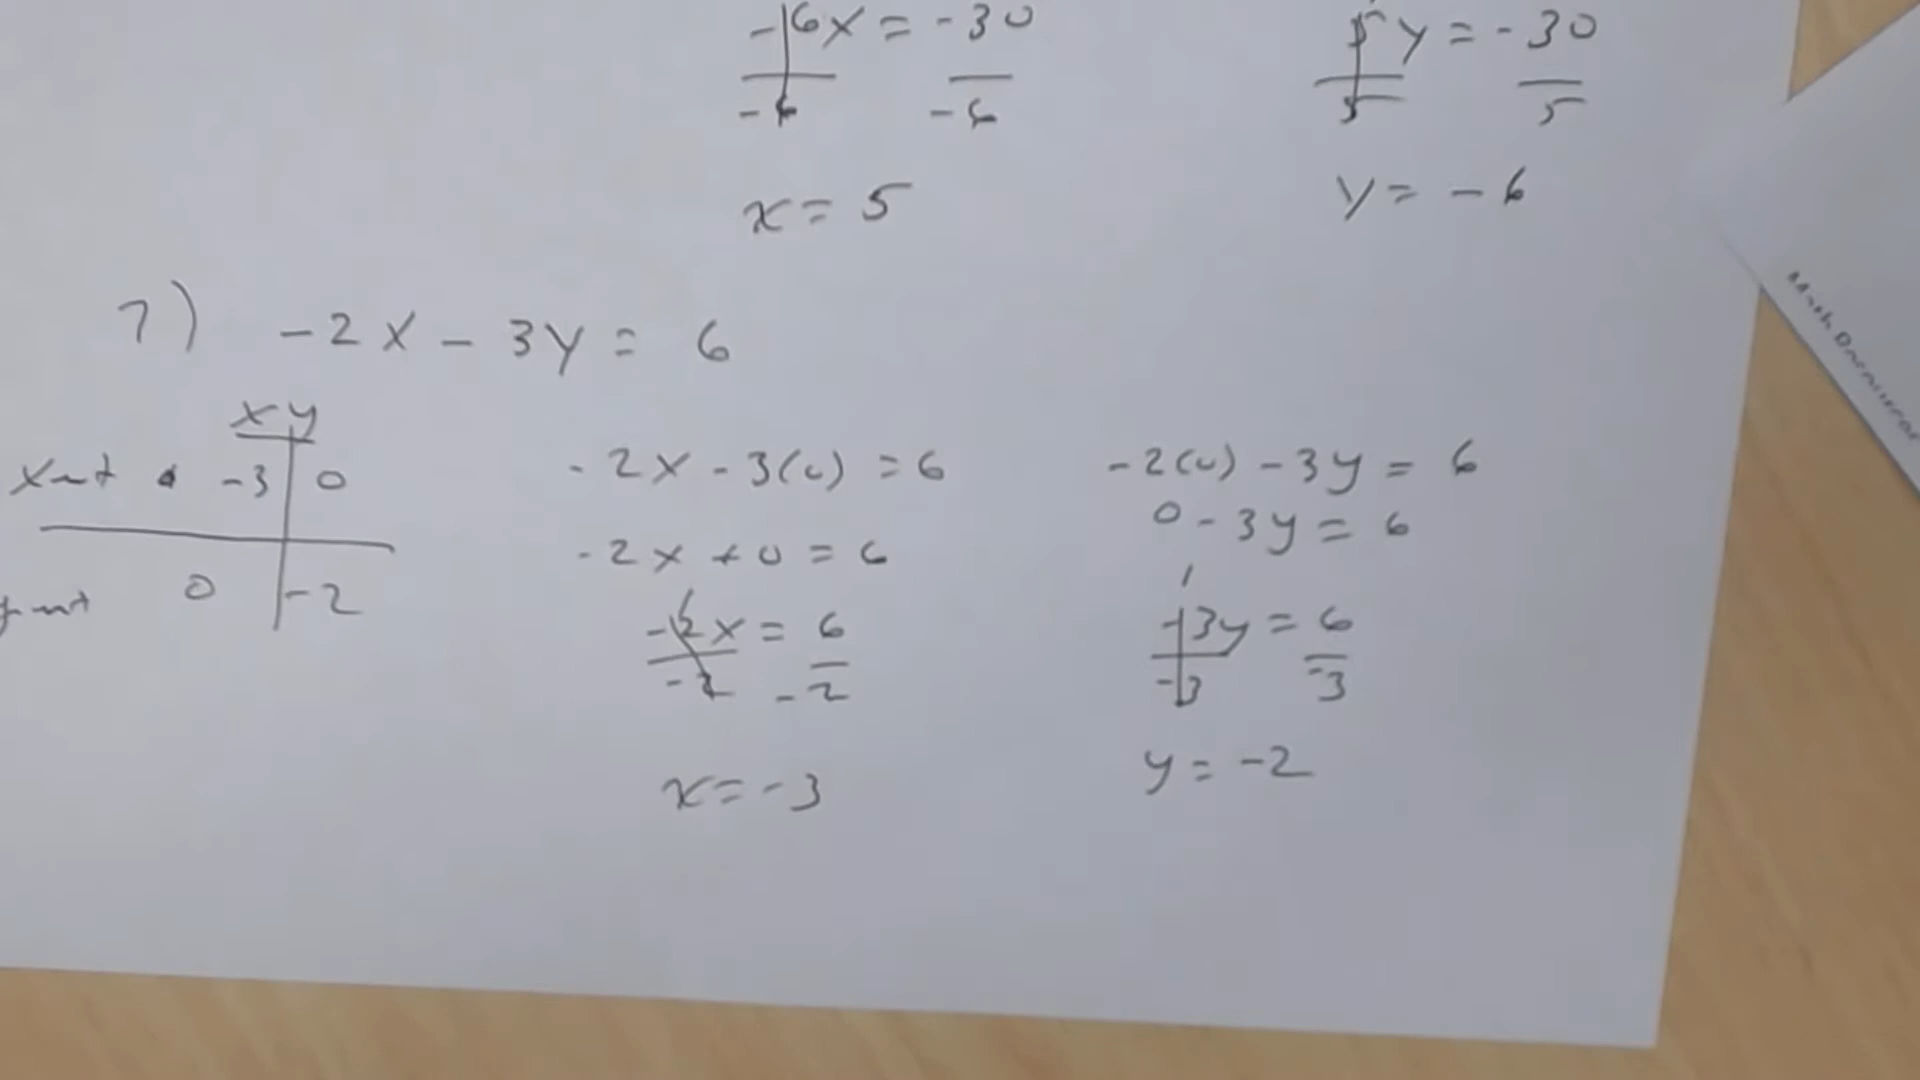 -6x = -30
-6 -6
x = 5
5y = -30
5 5
y = -6
7) -2x - 3y = 6
x y
xint -3 0
yint 0 -2
-2x - 3(0) = 6
-2x + 0 = 6
-2x = 6
-2 -2
x = -3
-2(0) - 3y = 6
0 - 3y = 6
-3y = 6
-3 -3
y = -2